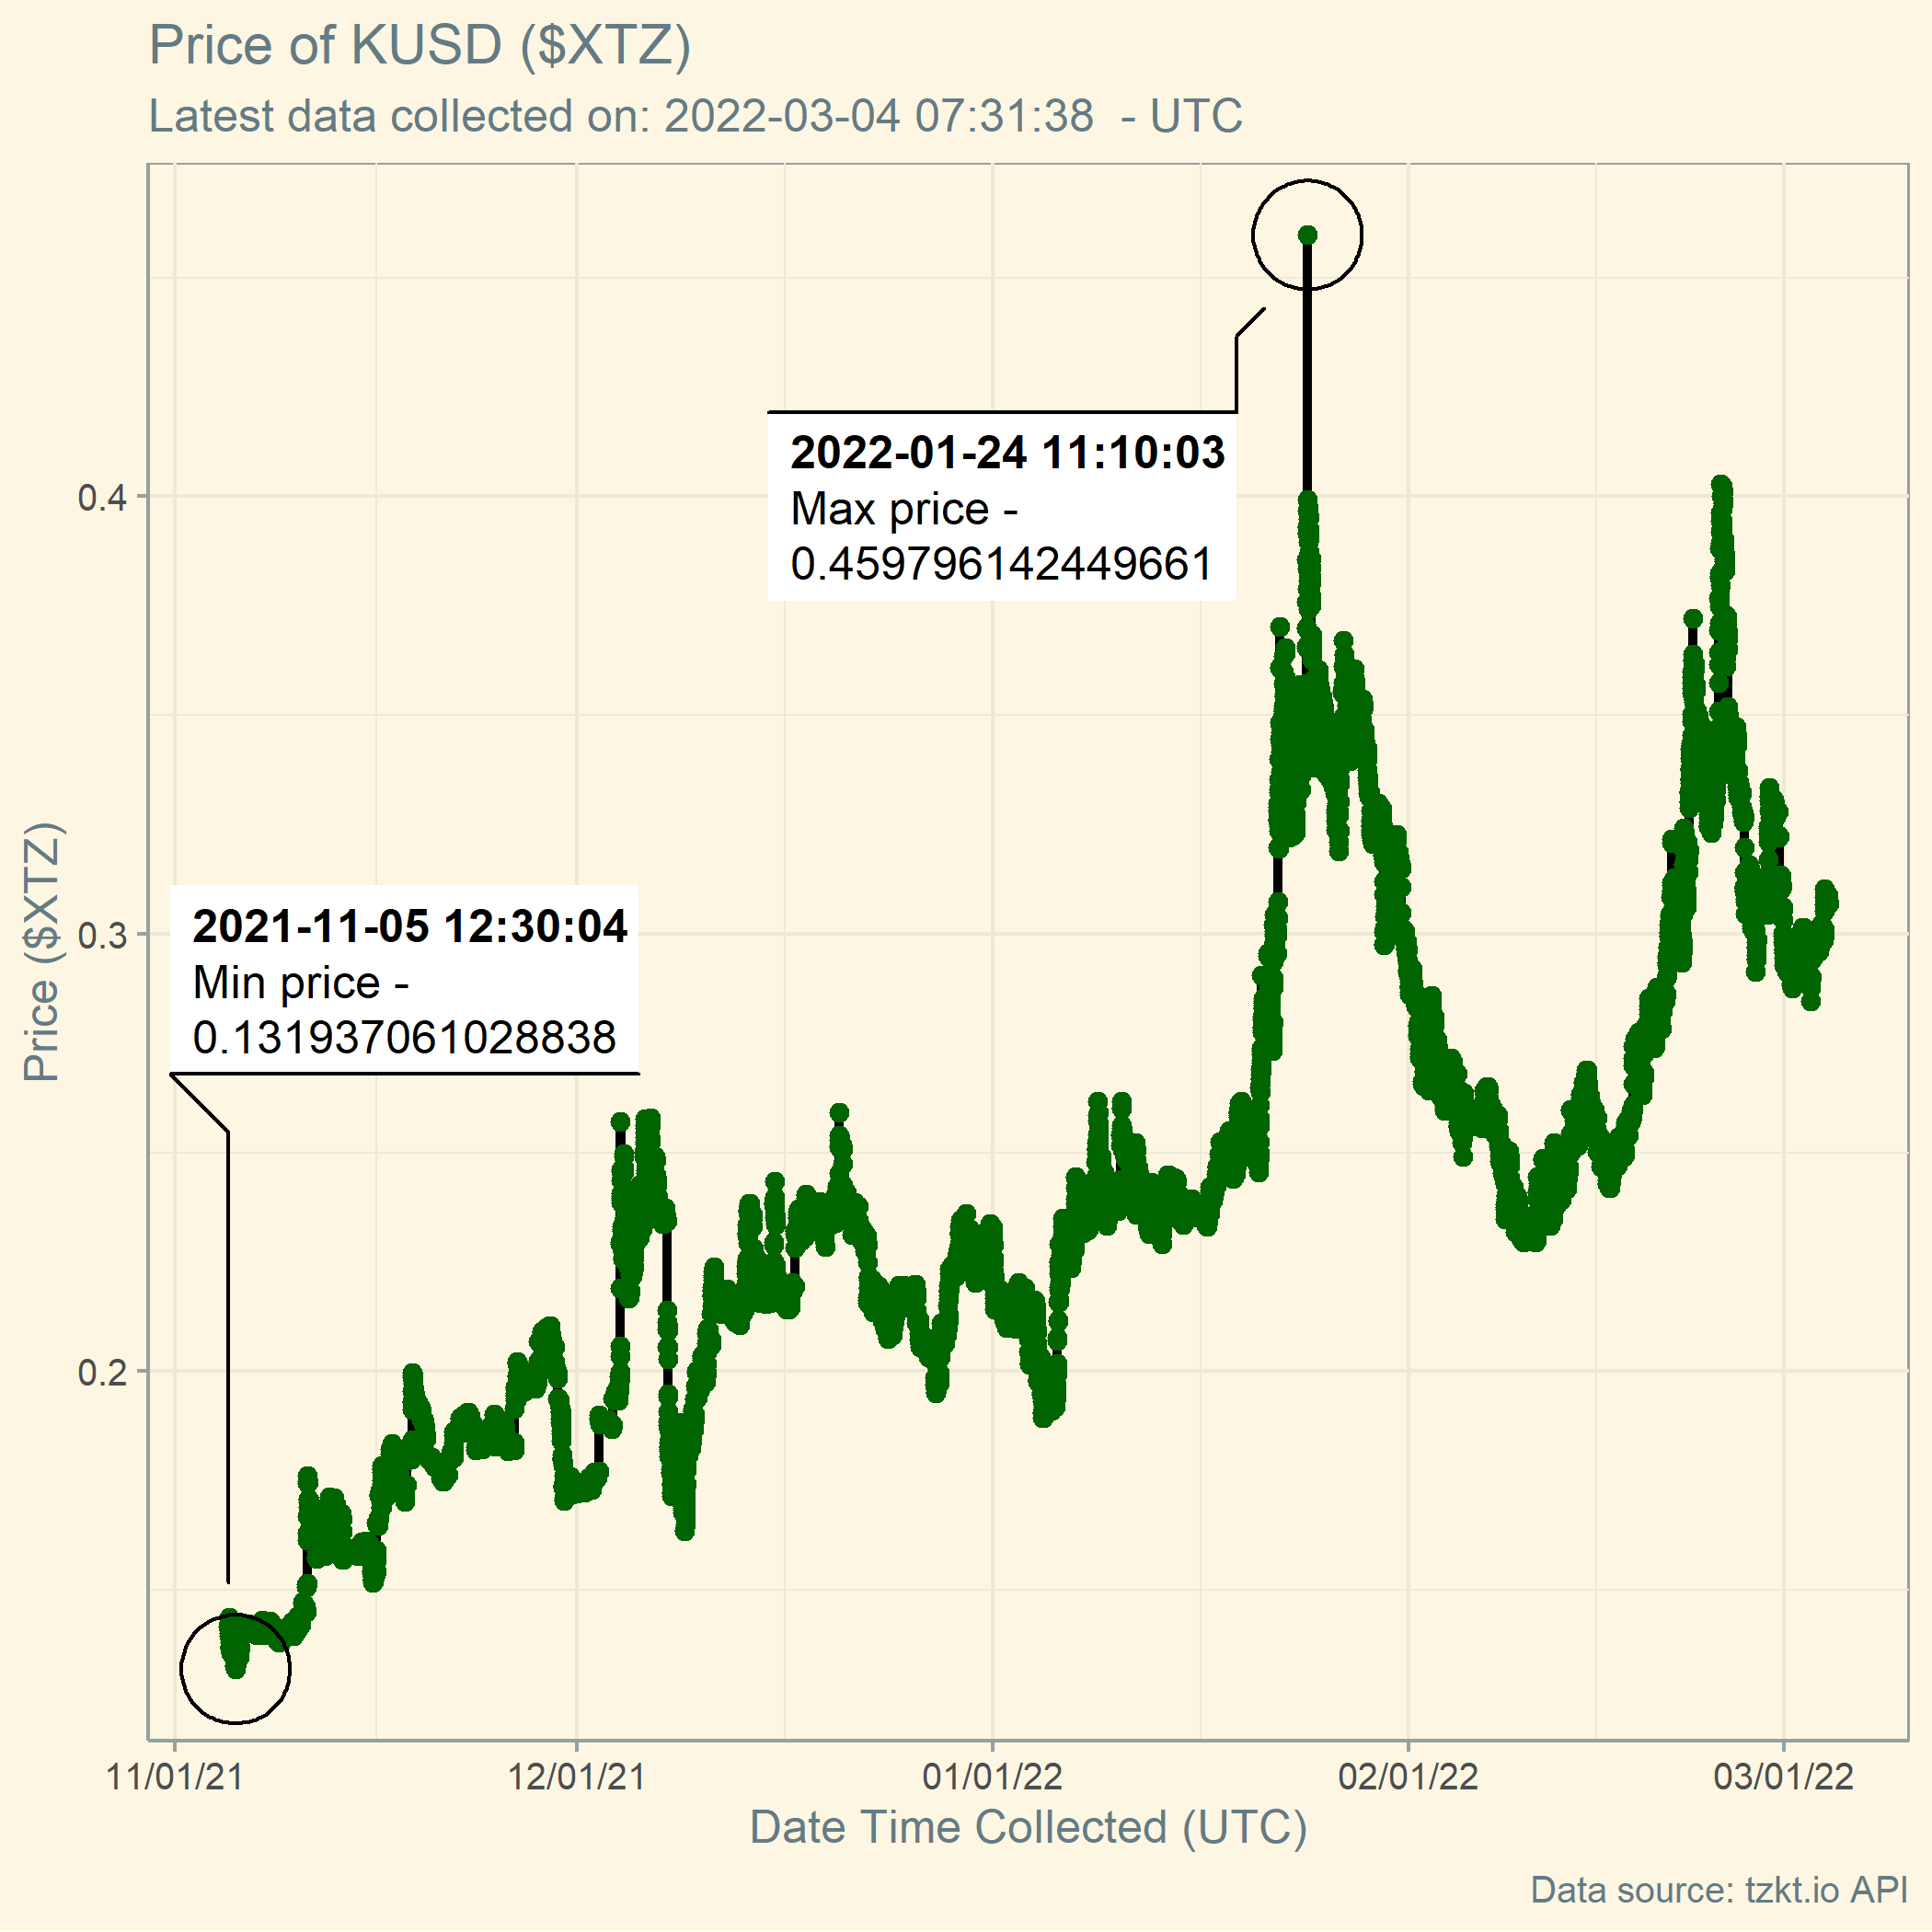 Price of KUSD ($XTZ)
Latest data collected on: 2022-03-04 07:31:38  - UTC
2022-01-24 11:10:03
Max price -
0.459796142449661
2021-11-05 12:30:04
Min price -
0.131937061028838
Price ($XTZ)
0.4
0.3
0.2
11/01/21
12/01/21
01/01/22
02/01/22
03/01/22
Date Time Collected (UTC)
Data source: tzkt.io API